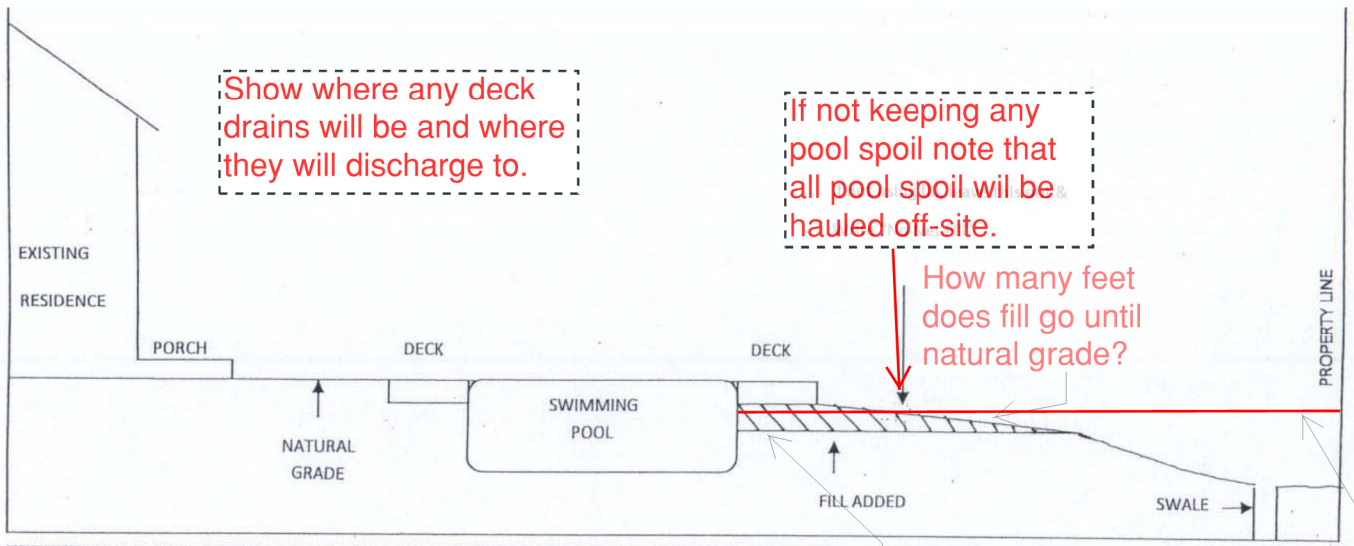 Show where any deck
drains will be and where
they will discharge to.
If not keeping any
pool spoil note that
all pool spoil wil be
hauled off-site.
How many feet
does fill go until
natural grade?
EXISTING
RESIDENCE
PORCH
DECK
DECK
PROPERTY LINE
SWIMMING
POOL
NATURAL
GRADE
FILL ADDED
SWALE